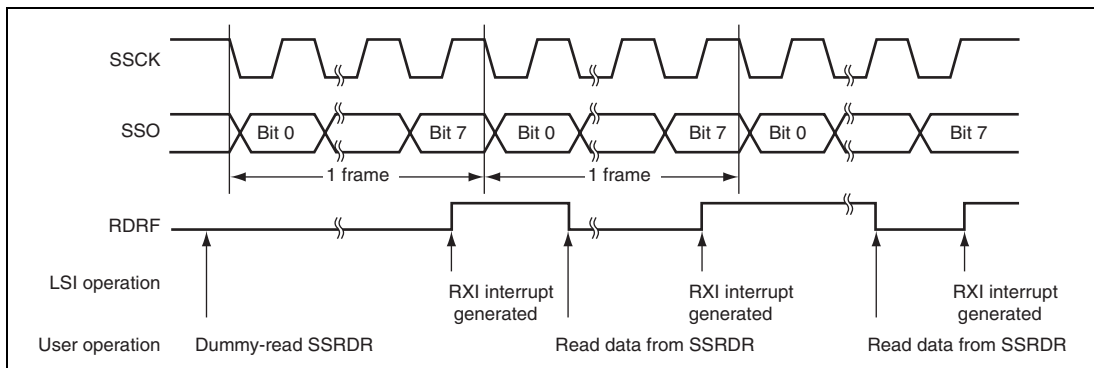 SSCK
SSO
Bit 0
Bit 7
Bit 0
Bit 7
Bit 0
Bit 7
1 frame
1 frame
RDRF
LSI operation
RXI interrupt
generated
RXI interrupt
generated
RXI interrupt
generated
User operation
Dummy-read SSRDR
Read data from SSRDR
Read data from SSRDR